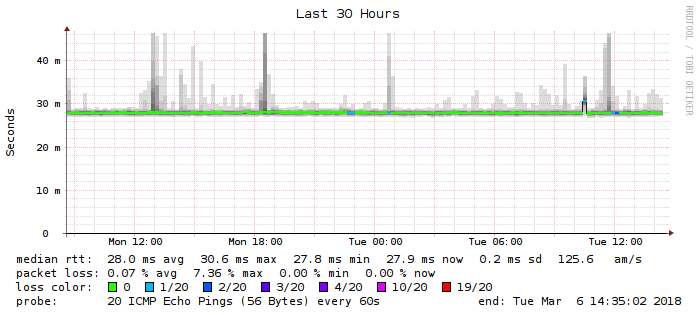 Last 30 Hours
RRDTOOL / TOBI OETIKER
Seconds
40 m
30 m
20 m
10 m
0
Mon 12:00 Mon 18:00 Tue 00:00 Tue 06:00 Tue 12:00
median rtt: 28.0 ms avg 30.6 ms max 27.8 ms min 27.9 ms now 0.2 ms sd 125.6 am/s
packet loss: 0.07 % avg 7.36 % max 0.00 % min 0.00 % now
loss color: 0 1/20 2/20 3/20 4/20 10/20 19/20
probe: 20 ICMP Echo Pings (56 Bytes) every 60s end: Tue Mar 6 14:35:02 2018